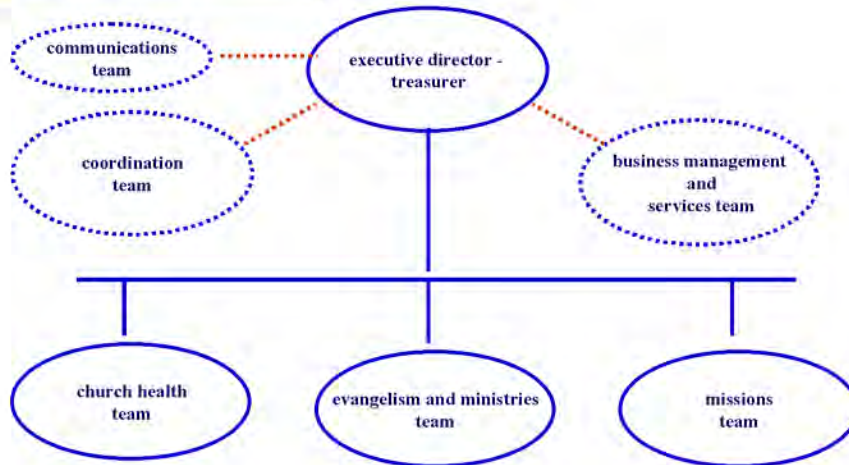 communications
team
executive director -
treasurer
coordination
team
business management
and
services team
church health
team
evangelism and ministries
team
missions
team